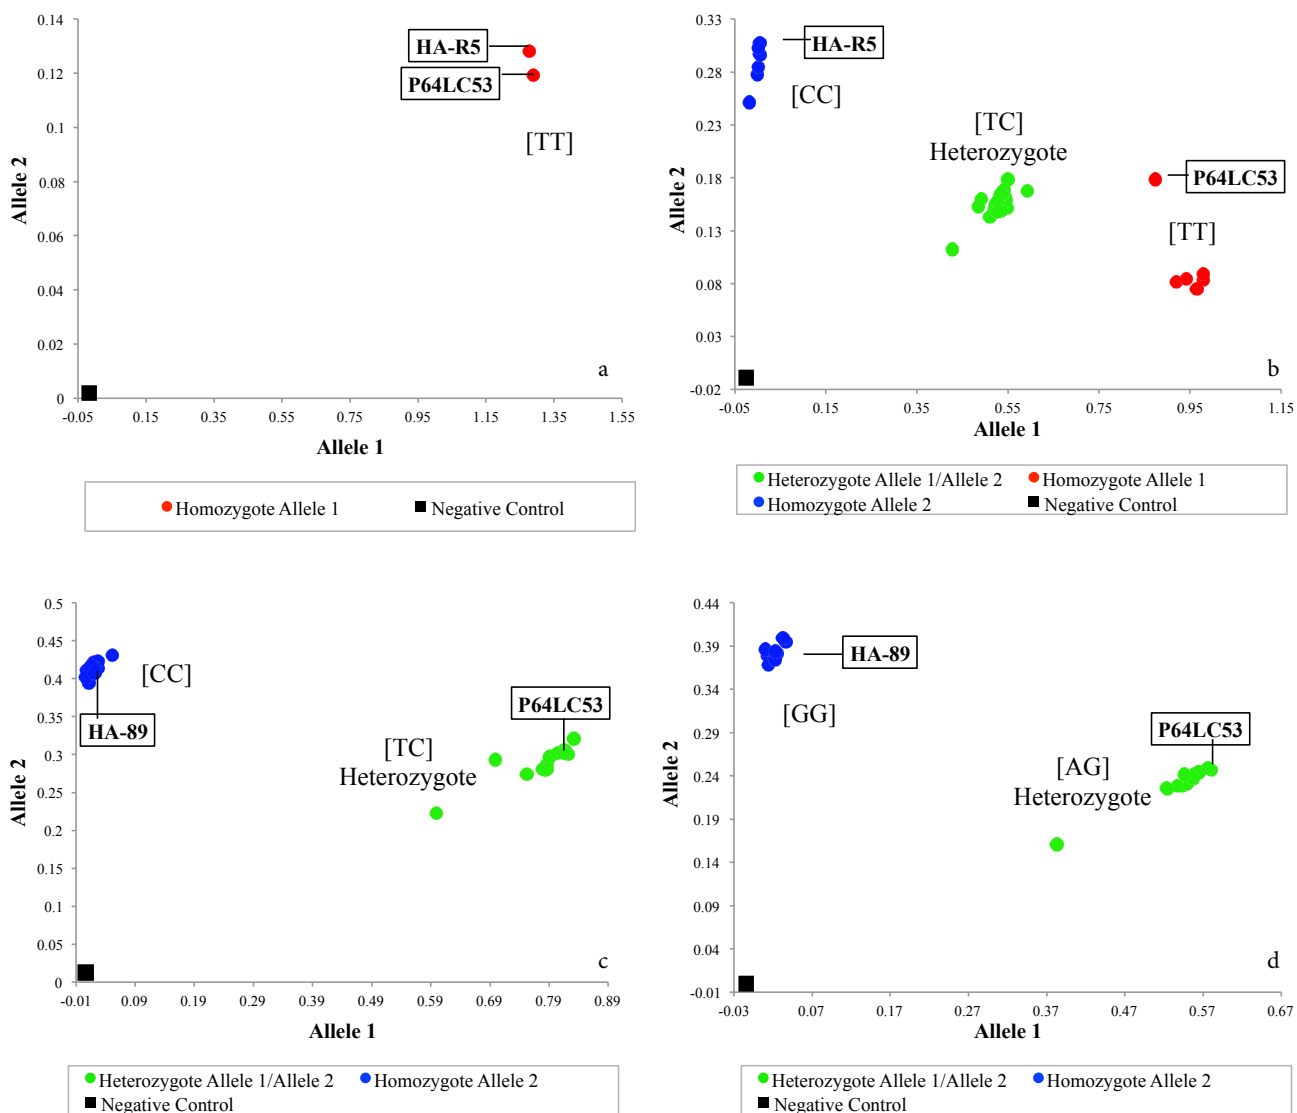 0.14
0.12
0.1
0.08
0.06
0.04
0.02
0
Allele 2
HA-R5
P64LC53
[TT]
a
-0.05 0.15 0.35 0.55 0.75 0.95 1.15 1.35 1.55
Allele 1
Homozygote Allele 1 Negative Control
0.33
0.28
0.23
0.18
0.13
0.08
0.03
-0.02
Allele 2
HA-R5
[CC]
[TC]
Heterozygote
P64LC53
[TT]
b
-0.05 0.15 0.35 0.55 0.75 0.95 1.15
Allele 1
Heterozygote Allele 1/Allele 2 Homozygote Allele 1
Homozygote Allele 2 Negative Control
0.5
0.45
0.4
0.35
0.3
0.25
0.2
0.15
0.1
0.05
0
Allele 2
[CC]
HA-89
P64LC53
[TC]
Heterozygote
c
-0.01 0.09 0.19 0.29 0.39 0.49 0.59 0.69 0.79 0.89
Allele 1
Heterozygote Allele 1/Allele 2 Homozygote Allele 2
Negative Control
0.44
0.39
0.34
0.29
0.24
0.19
0.14
0.09
0.04
-0.01
Allele 2
HA-89
[GG]
P64LC53
[AG]
Heterozygote
d
-0.03 0.07 0.17 0.27 0.37 0.47 0.57 0.67
Allele 1
Heterozygote Allele 1/Allele 2 Homozygote Allele 2
Negative Control